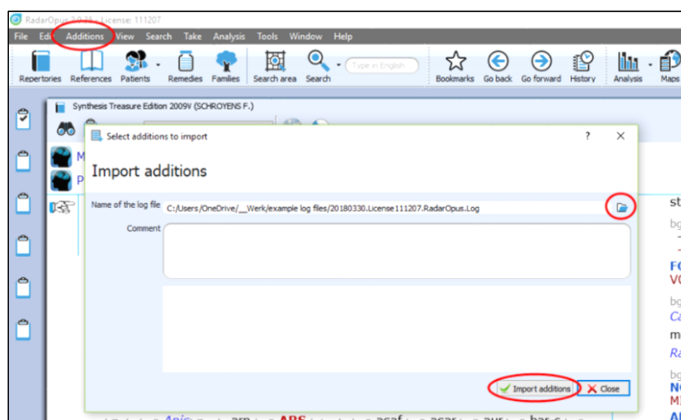 RadarOpus 2.0.35 - License: 111207
File Edit Additions View Search Take Analysis Tools Window Help
Repertories References Patients Remedies Families Search area Search Type in English Bookmarks Go back Go forward History Analysis Maps
Synthesis Treasure Edition 2009V (SCHROYENS F.)
Select additions to import
Import additions
Name of the log file C:/Users/OneDrive/__Werk/example log files/20180330.License111207.RadarOpus.Log
Comment
Import additions Close